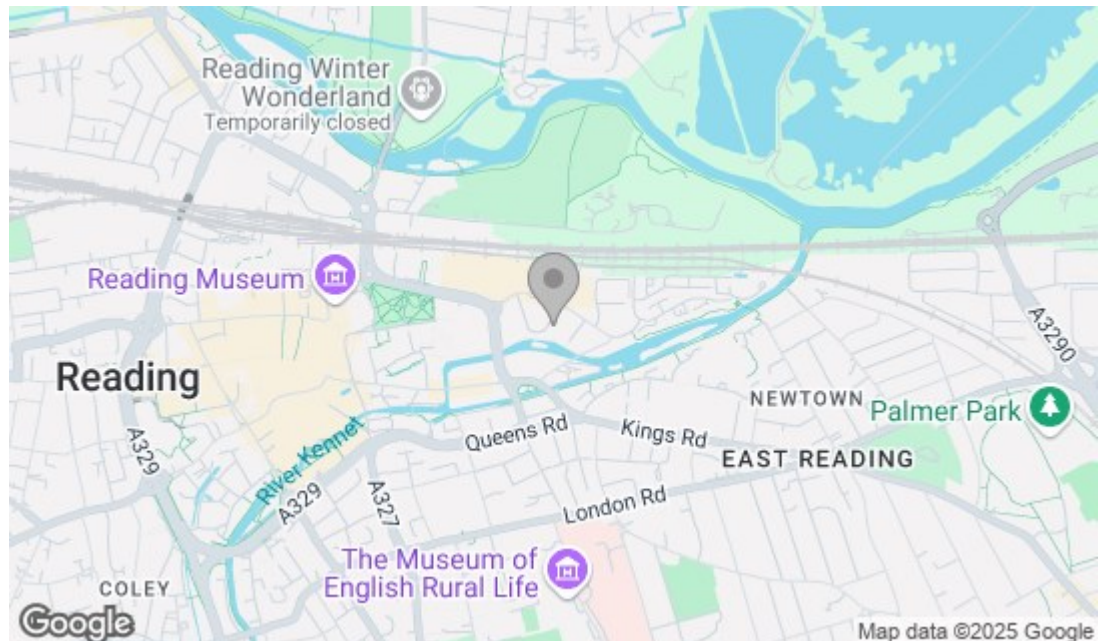 Reading Winter
Wonderland
Temporarily closed
Reading Museum
Reading
A329
River Kennet
A329
A327
Queens Rd
Kings Rd
London Rd
NEWTOWN
EAST READING
Palmer Park
A3290
The Museum of
English Rural Life
COLEY
Google
Map data ©2025 Google